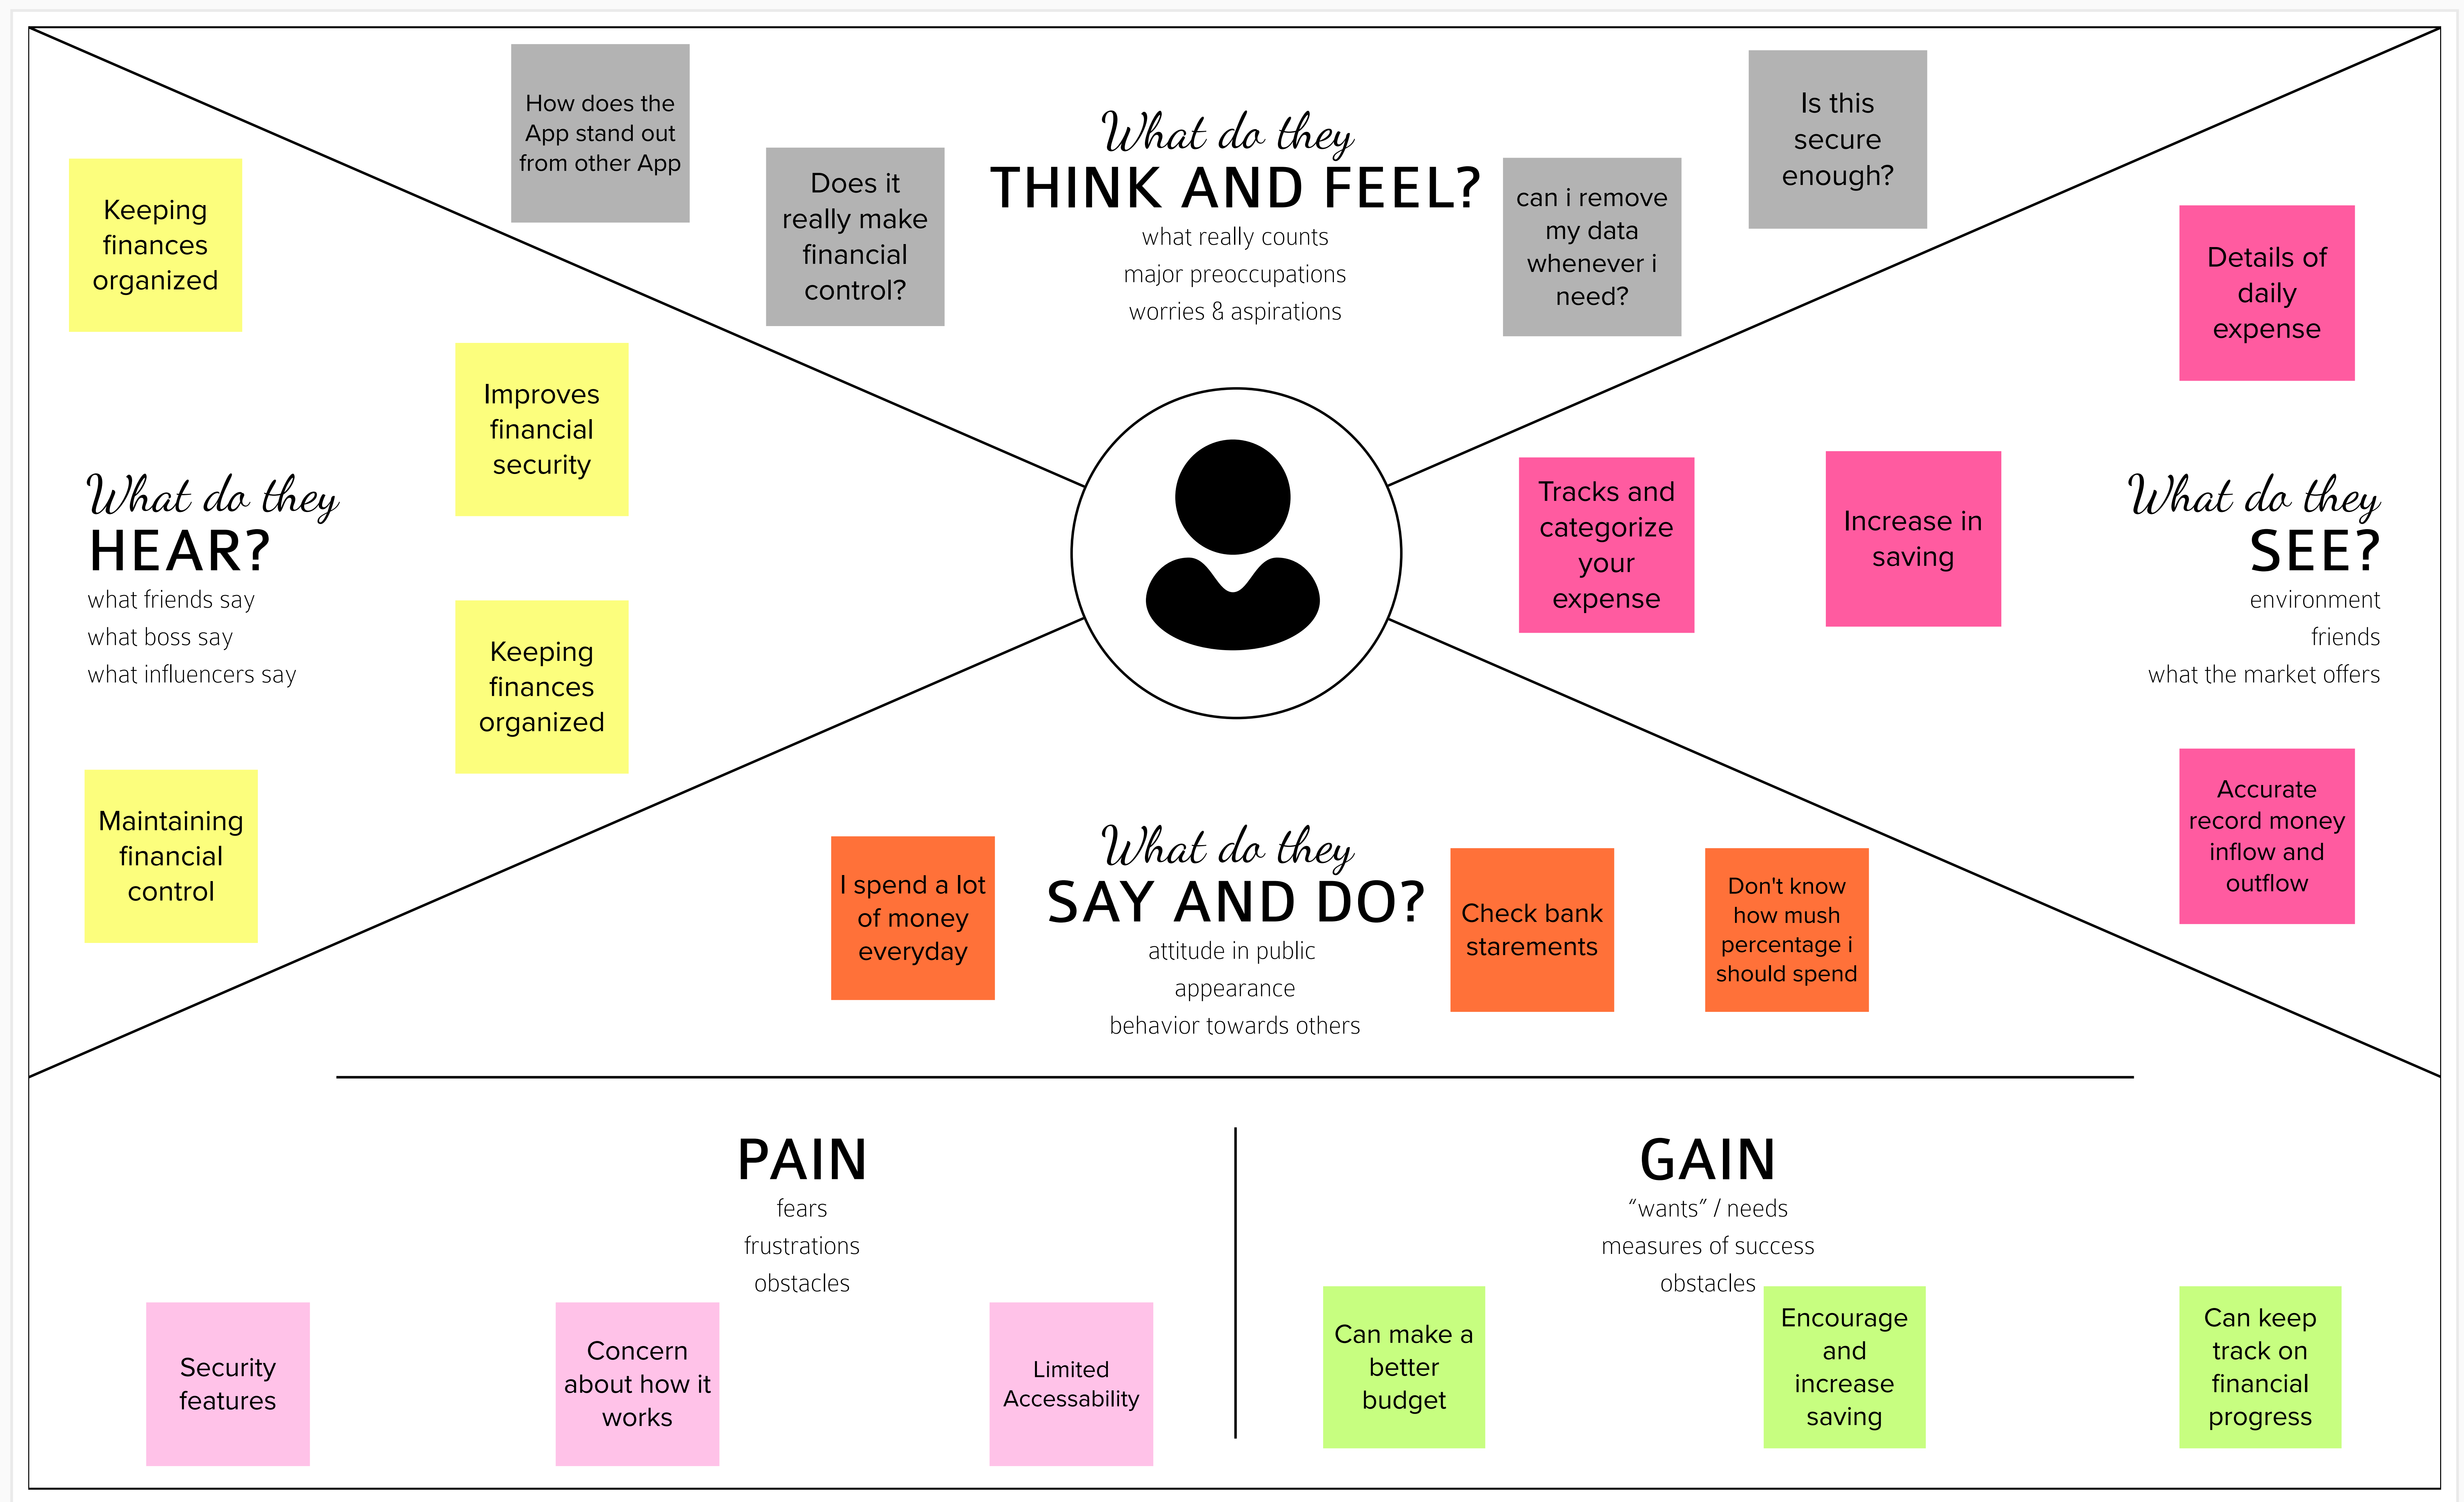 How does the
App stand out
from other App
Does it
really make
financial
control?
What do they
THINK AND FEEL?
what really counts
major preoccupations
worries & aspirations
can i remove
my data
whenever i
need?
Is this
secure
enough?
Keeping
finances
organized
Improves
financial
security
What do they
HEAR?
what friends say
what boss say
what influencers say
Keeping
finances
organized
Maintaining
financial
control
Details of
daily
expense
Tracks and
categorize
your
expense
Increase in
saving
What do they
SEE?
environment
friends
what the market offers
Accurate
record money
inflow and
outflow
I spend a lot
of money
everyday
What do they
SAY AND DO?
attitude in public
appearance
behavior towards others
Check bank
starements
Don't know
how mush
percentage i
should spend
PAIN
fears
frustrations
obstacles
Security
features
Concern
about how it
works
Limited
Accessability
GAIN
“wants” / needs
measures of success
obstacles
Can make a
better
budget
Encourage
and
increase
saving
Can keep
track on
financial
progress